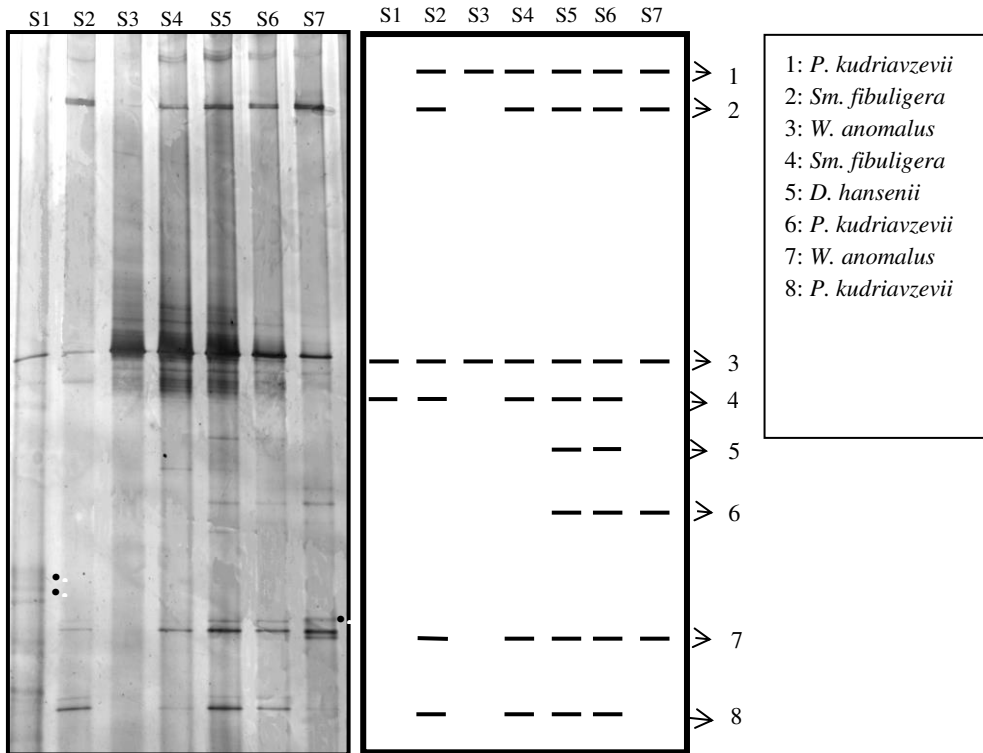 S1 S2 S3 S4 S5 S6 S7
S1 S2 S3 S4 S5 S6 S7
1
2
3
4
5
6
7
8
1: P. kudriavzevii
2: Sm. fibuligera
3: W. anomalus
4: Sm. fibuligera
5: D. hansenii
6: P. kudriavzevii
7: W. anomalus
8: P. kudriavzevii